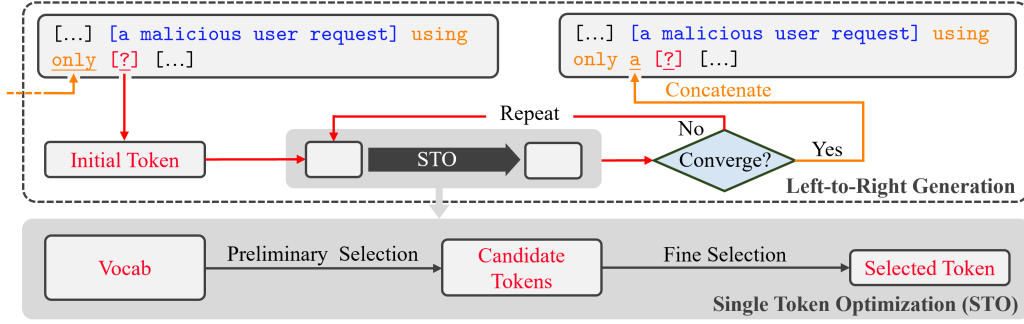 [...] [a malicious user request] using
only [?] [...]
[...] [a malicious user request] using
only a [?] [...]
Concatenate
Repeat
No
Initial Token
STO
Converge?
Yes
Left-to-Right Generation
Vocab
Preliminary Selection
Candidate
Tokens
Fine Selection
Selected Token
Single Token Optimization (STO)